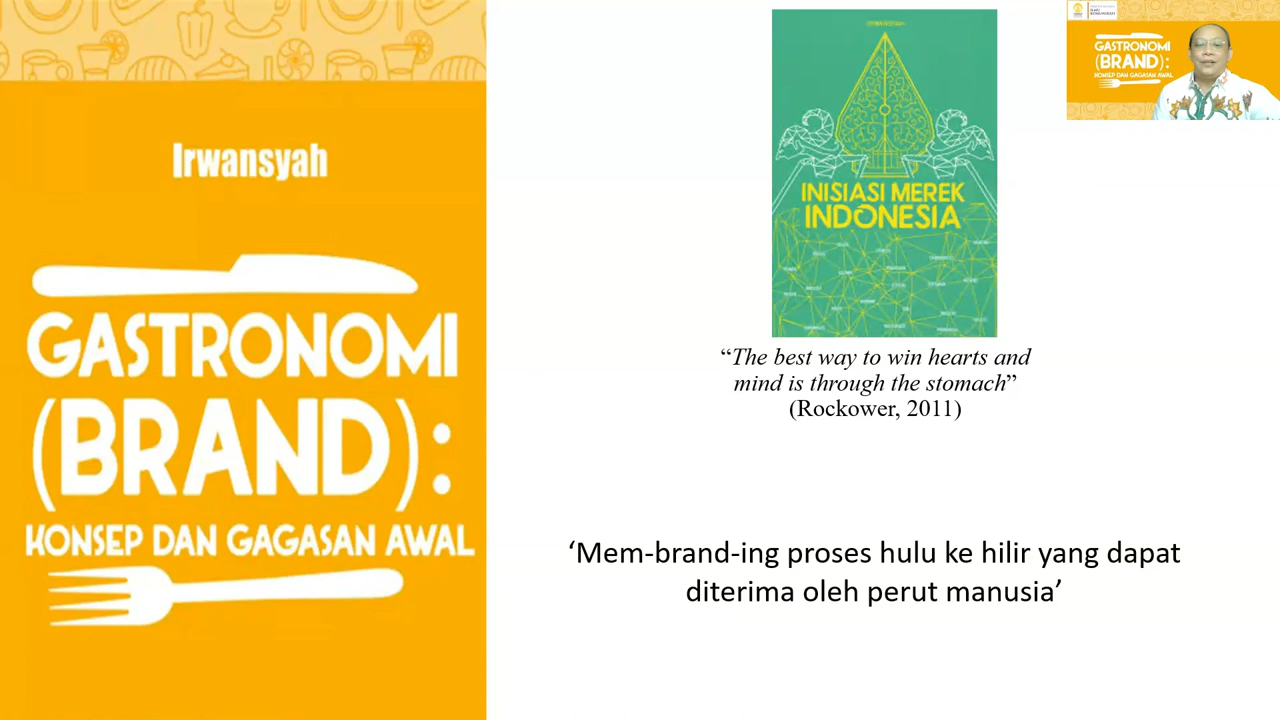 Irwansyah
GASTRONOMI
(BRAND):
KONSEP DAN GAGASAN AWAL
INISIASI MEREK
INDONESIA
“The best way to win hearts and
mind is through the stomach”
(Rockower, 2011)
‘Mem-brand-ing proses hulu ke hilir yang dapat
diterima oleh perut manusia’
GASTRONOMI
(BRAND):
KONSEP DAN GAGASAN AWAL